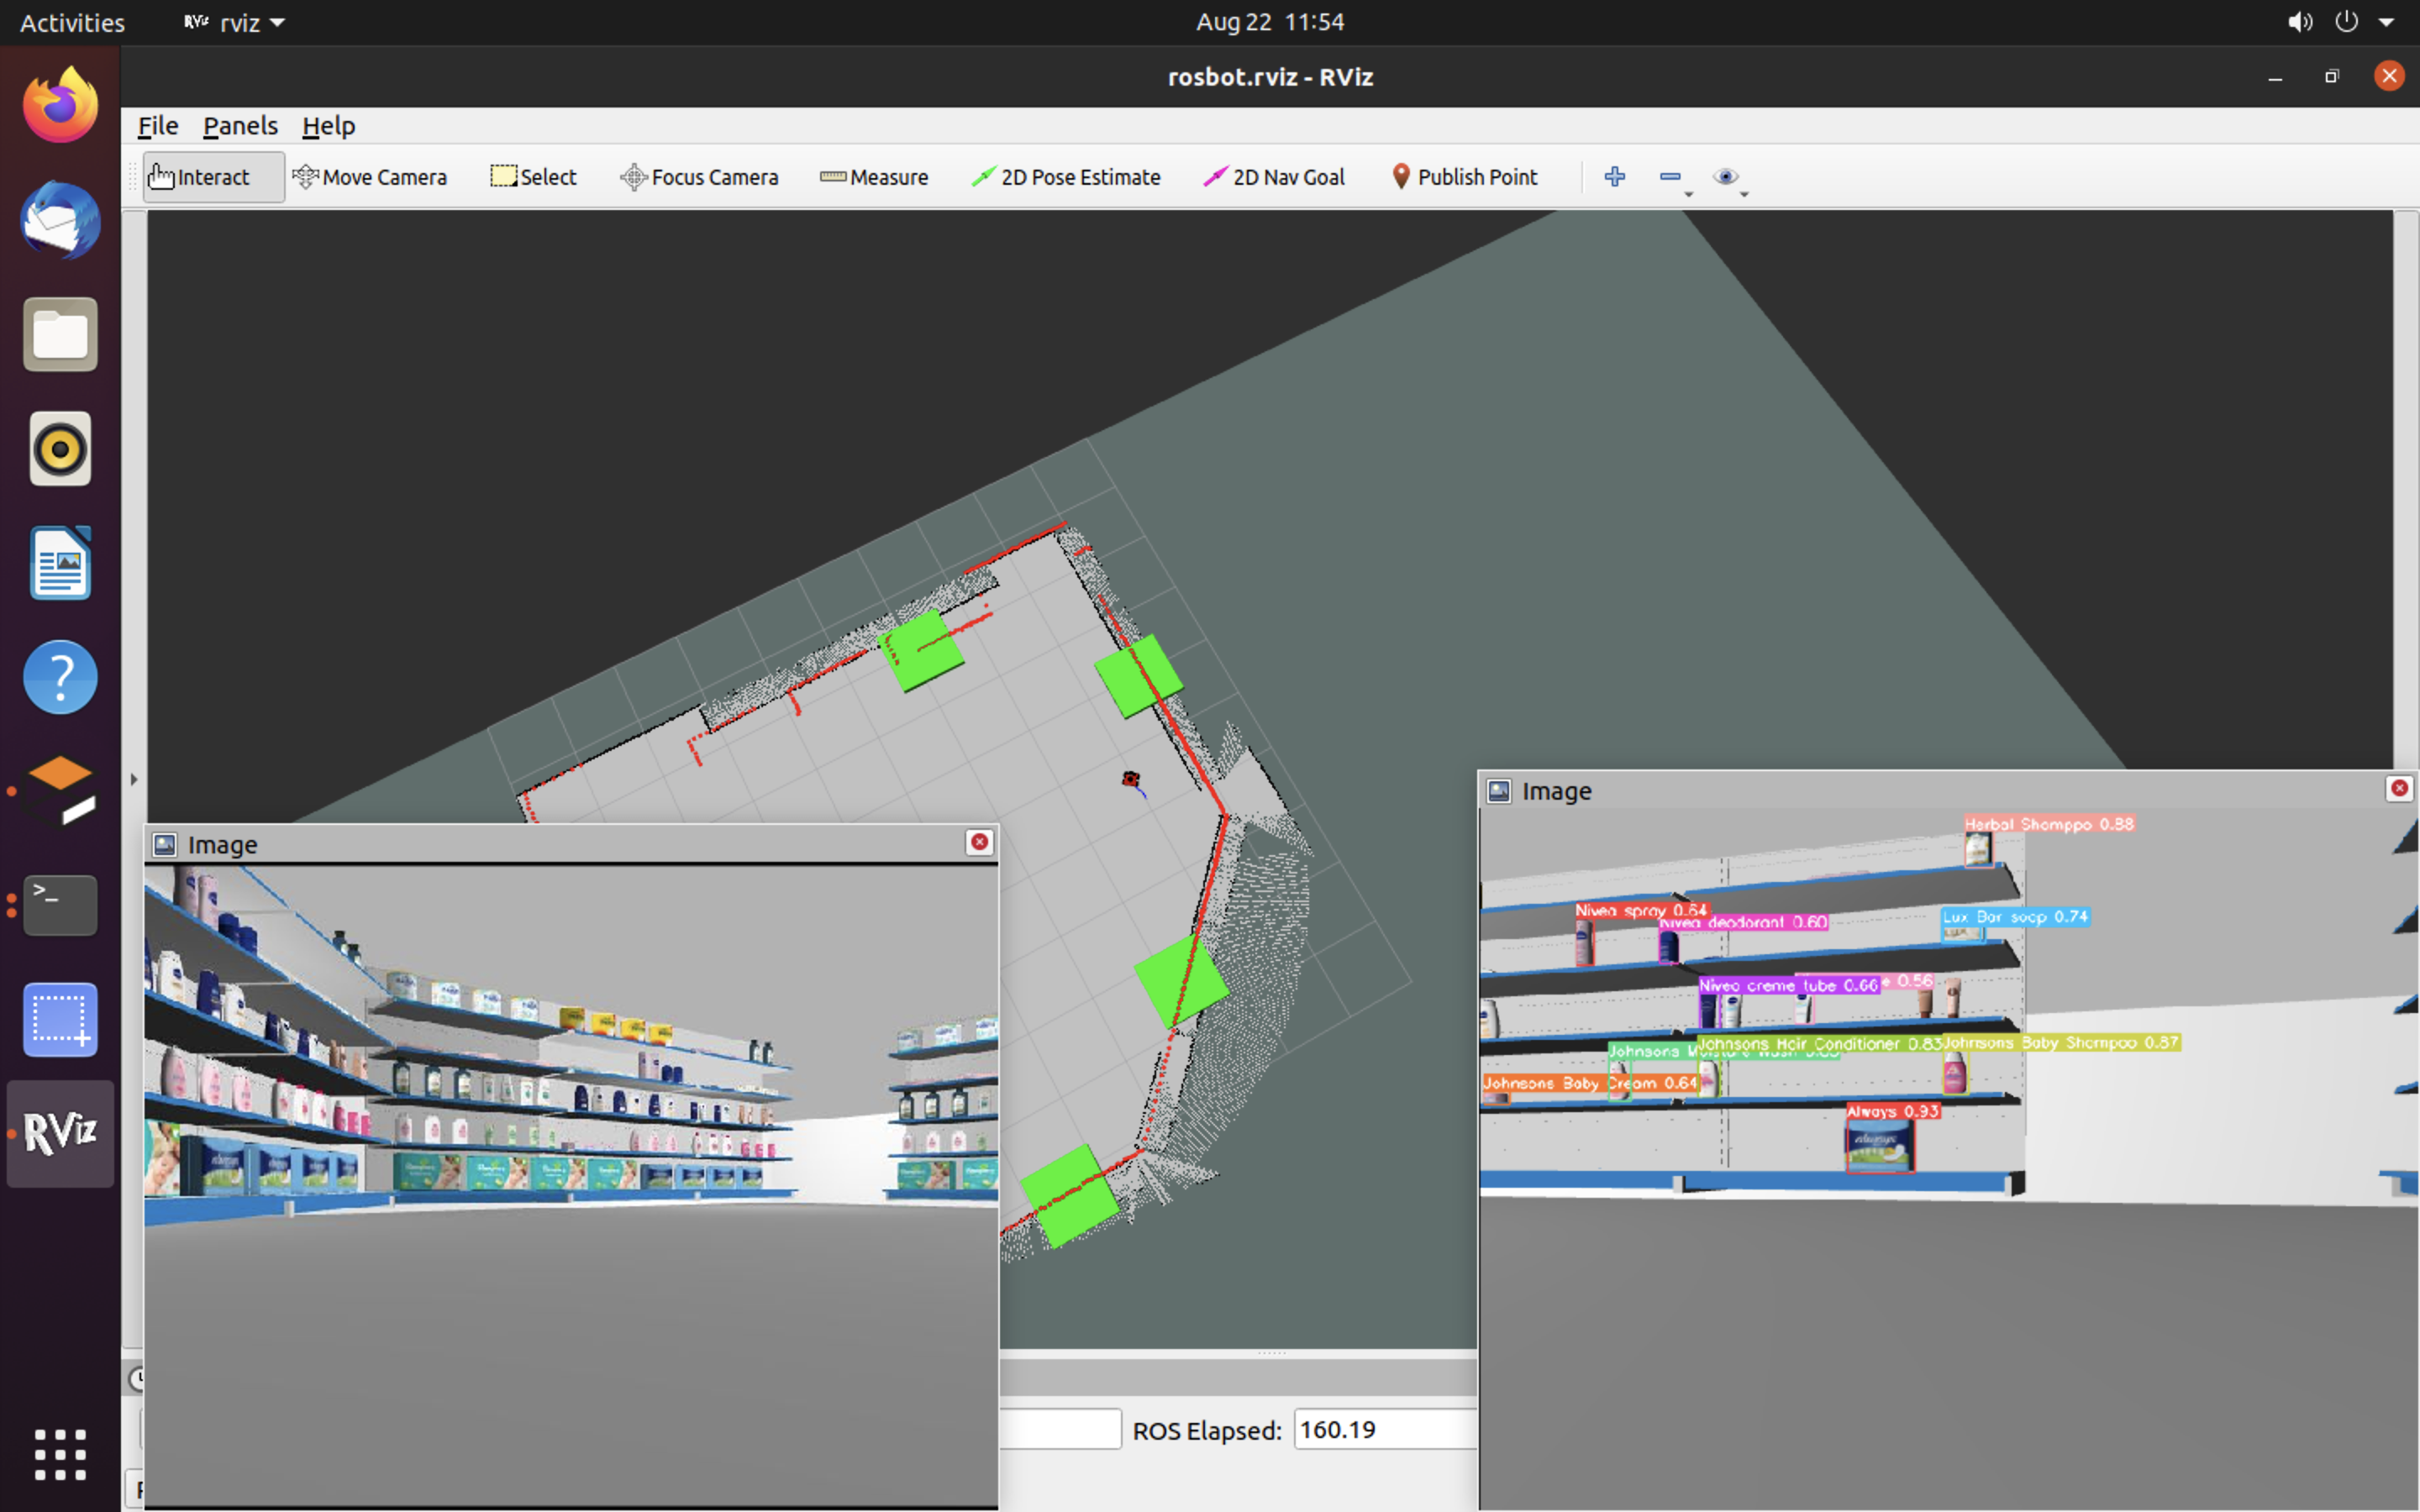 Activities
rviz
Aug 22 11:54
rosbot.rviz - RViz
File Panels Help
Interact
Move Camera
Select
Focus Camera
Measure
2D Pose Estimate
2D Nav Goal
Publish Point
Image
Image
Herbal Shomppo 0.88
Nivea spray 0.64
Nivea deodorant 0.60
Lux Bar soap 0.74
Nivea creme tube 0.66
e 0.56
Johnsons
Johnsons Hair Conditioner 0.83
Johnsons Baby Shompoo 0.87
Johnsons Baby Cream 0.64
Always 0.93
always
RViz
ROS Elapsed:
160.19